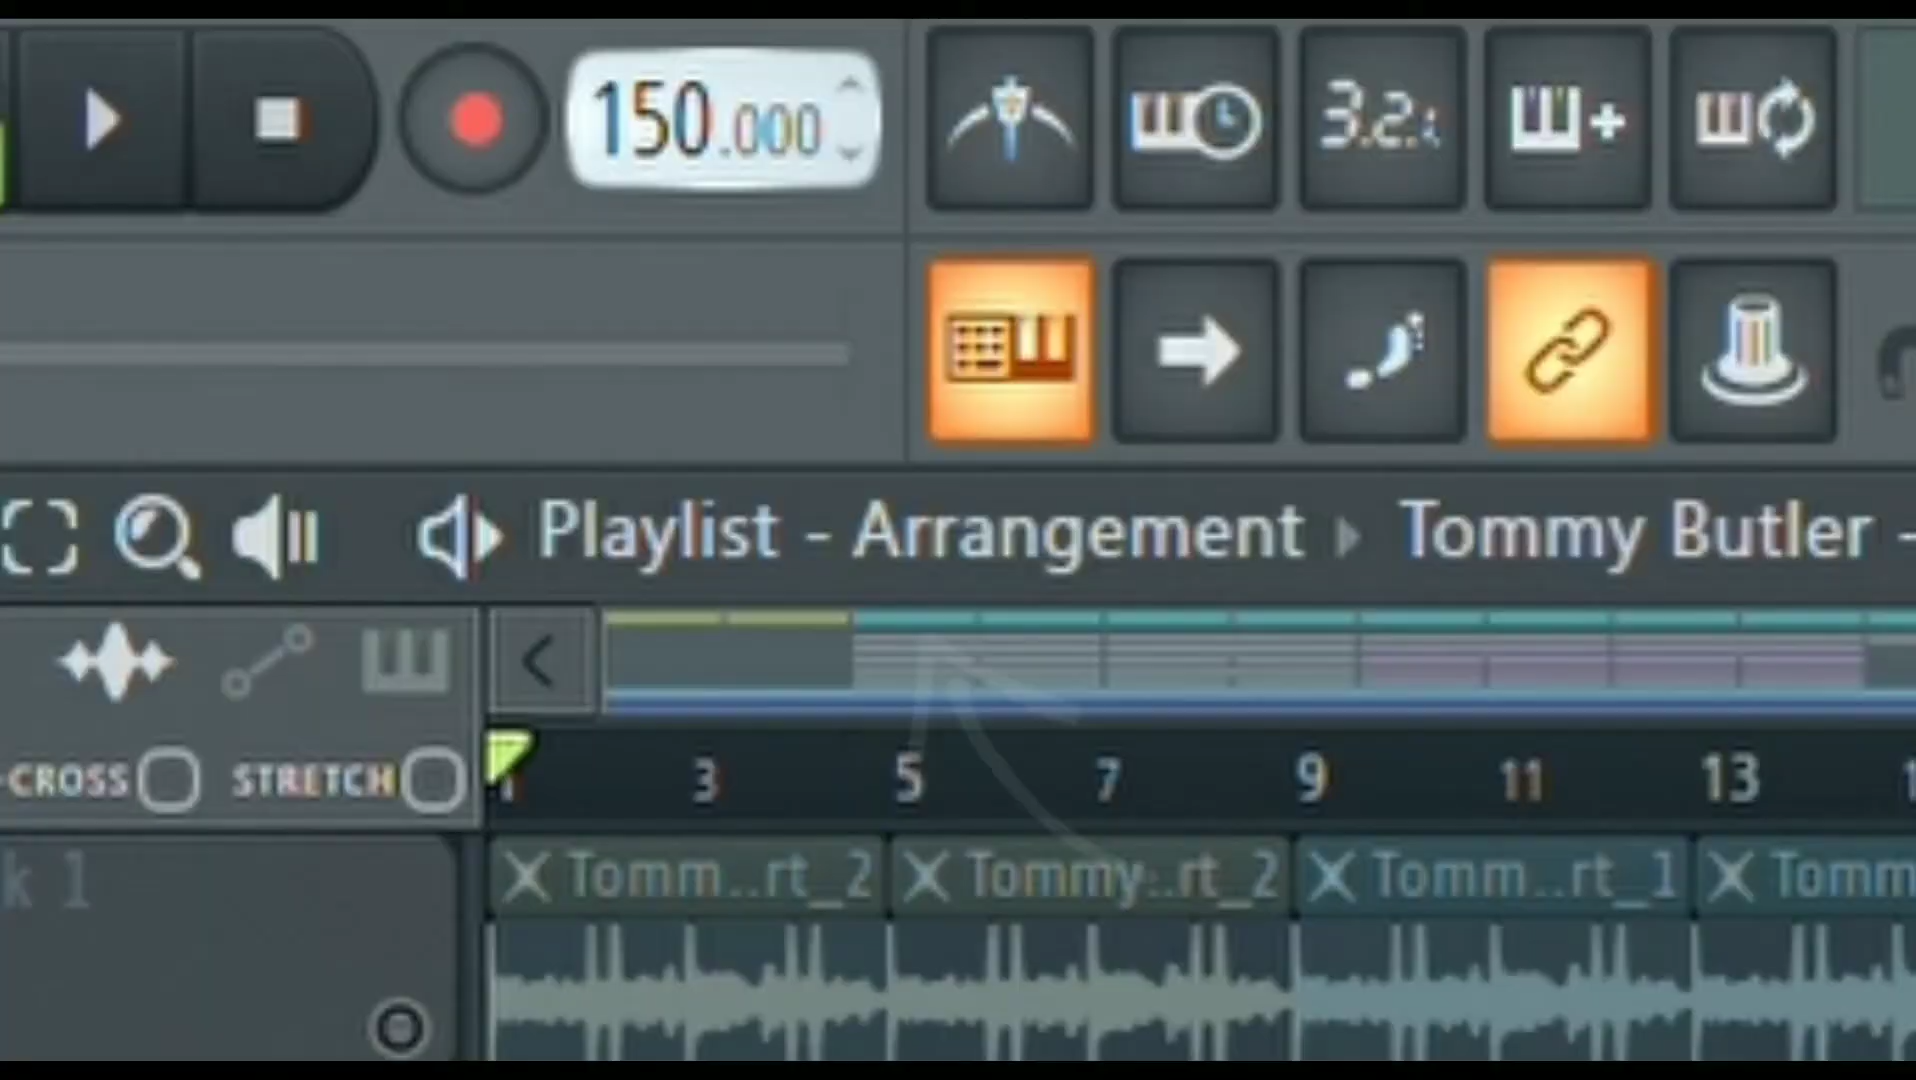 150.000
3.2:
Playlist - Arrangement ▸ Tommy Butler -
-CROSS STRETCH
1 3 5 7 9 11 13
k 1
Tomm..rt_2 Tommy..rt_2 Tomm..rt_1 Tomm